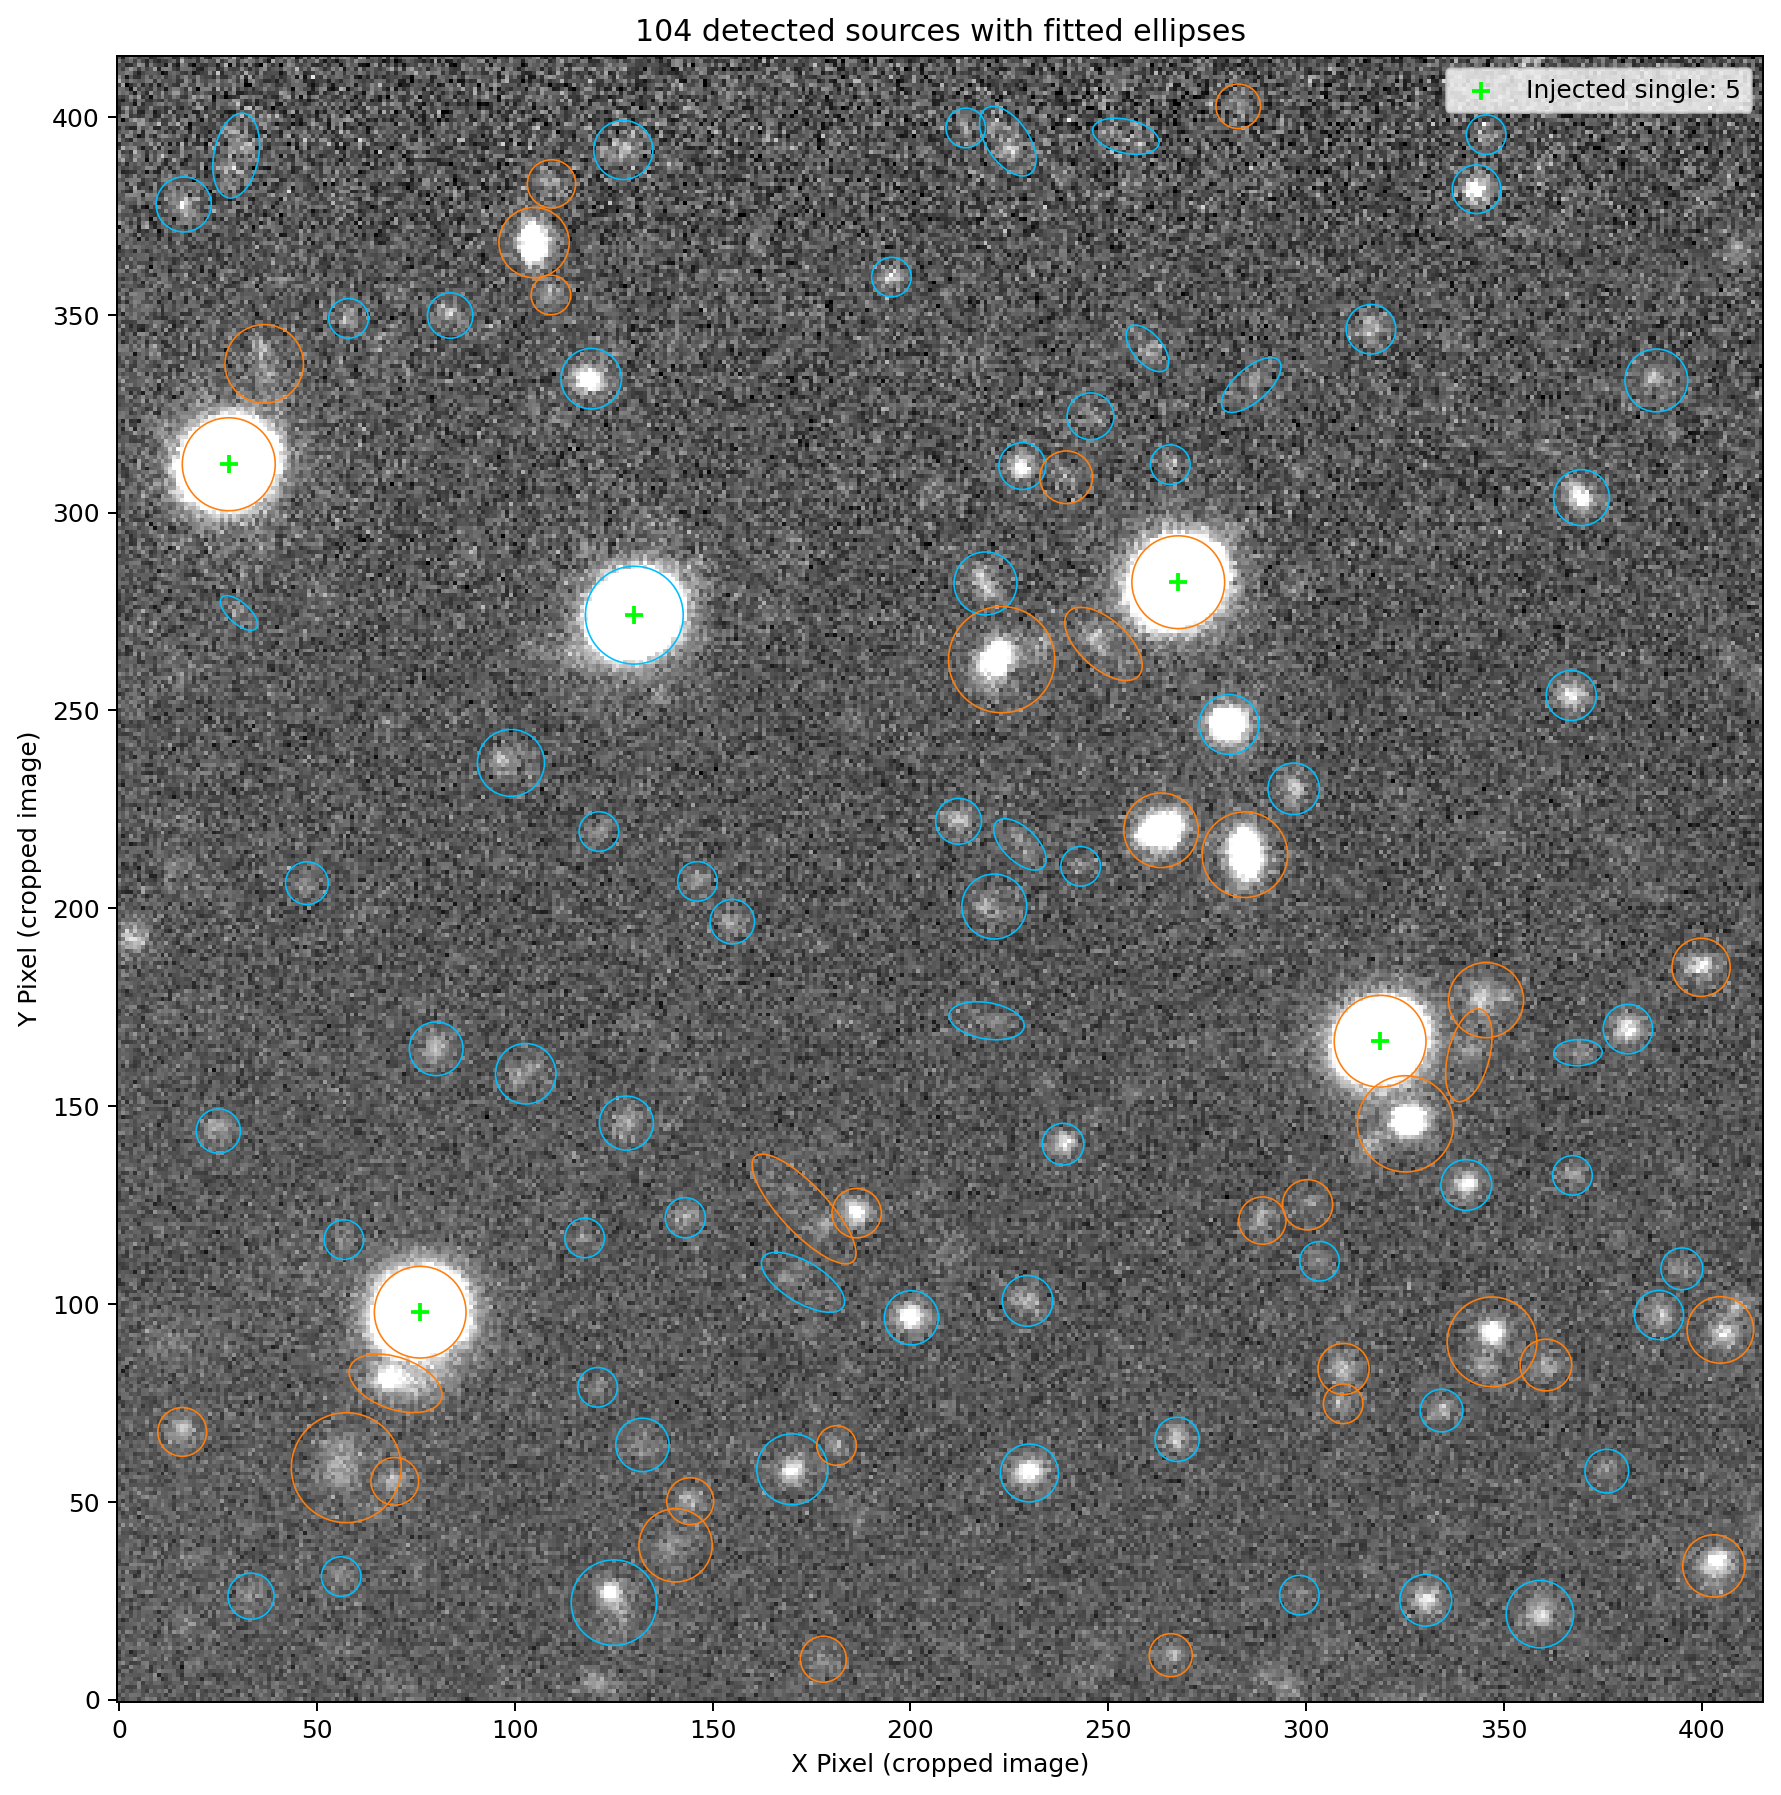 104 detected sources with fitted ellipses
Injected single: 5
400
350
300
250
200
150
100
50
0
Y Pixel (cropped image)
0 50 100 150 200 250 300 350 400
X Pixel (cropped image)